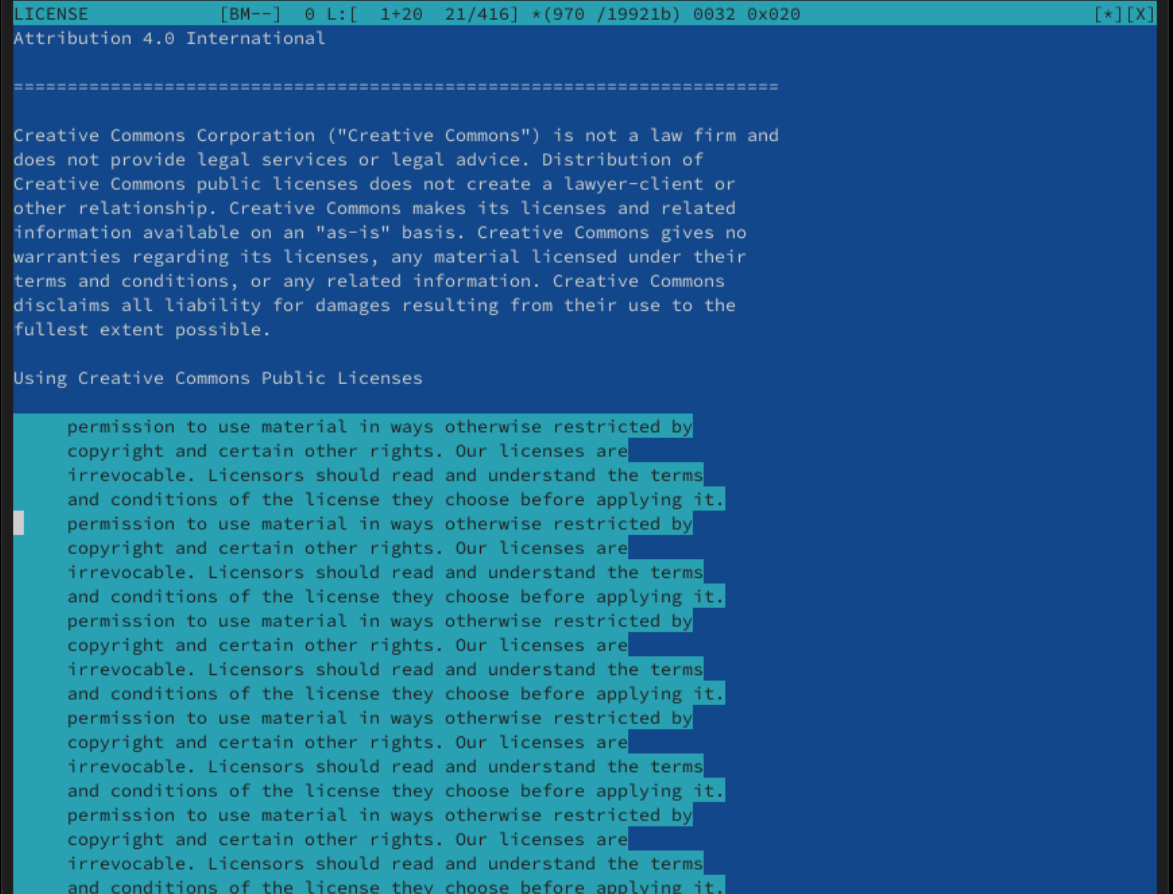 LICENSE [BM--] 0 L:[ 1+20 21/416] *(970 /19921b) 0032 0x020 [*][X]
Attribution 4.0 International
=======================================================================
Creative Commons Corporation ("Creative Commons") is not a law firm and
does not provide legal services or legal advice. Distribution of
Creative Commons public licenses does not create a lawyer-client or
other relationship. Creative Commons makes its licenses and related
information available on an "as-is" basis. Creative Commons gives no
warranties regarding its licenses, any material licensed under their
terms and conditions, or any related information. Creative Commons
disclaims all liability for damages resulting from their use to the
fullest extent possible.
Using Creative Commons Public Licenses
permission to use material in ways otherwise restricted by
copyright and certain other rights. Our licenses are
irrevocable. Licensors should read and understand the terms
and conditions of the license they choose before applying it.
permission to use material in ways otherwise restricted by
copyright and certain other rights. Our licenses are
irrevocable. Licensors should read and understand the terms
and conditions of the license they choose before applying it.
permission to use material in ways otherwise restricted by
copyright and certain other rights. Our licenses are
irrevocable. Licensors should read and understand the terms
and conditions of the license they choose before applying it.
permission to use material in ways otherwise restricted by
copyright and certain other rights. Our licenses are
irrevocable. Licensors should read and understand the terms
and conditions of the license they choose before applying it.
permission to use material in ways otherwise restricted by
copyright and certain other rights. Our licenses are
irrevocable. Licensors should read and understand the terms
and conditions of the license they choose before applying it.